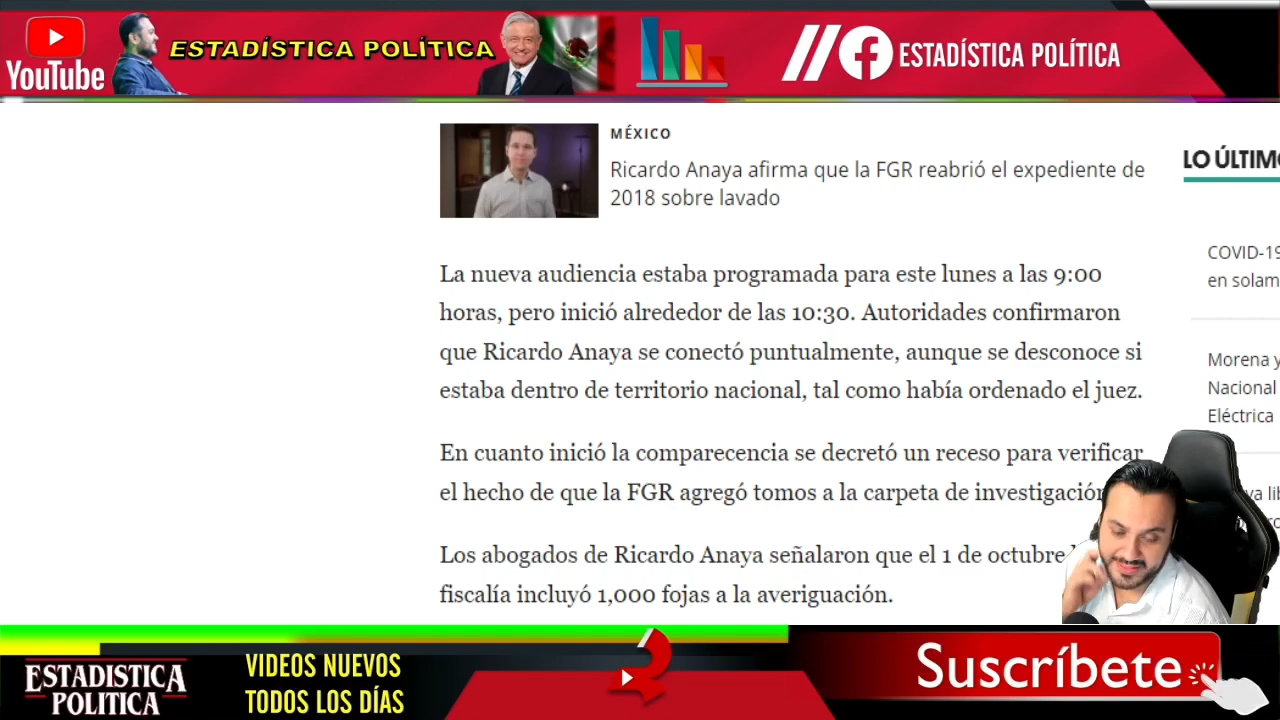 YouTube
ESTADÍSTICA POLÍTICA
ESTADÍSTICA POLÍTICA
MÉXICO
Ricardo Anaya afirma que la FGR reabrió el expediente de
2018 sobre lavado
La nueva audiencia estaba programada para este lunes a las 9:00
horas, pero inició alrededor de las 10:30. Autoridades confirmaron
que Ricardo Anaya se conectó puntualmente, aunque se desconoce si
estaba dentro de territorio nacional, tal como había ordenado el juez.
En cuanto inició la comparecencia se decretó un receso para verificar
el hecho de que la FGR agregó tomos a la carpeta de investigación
Los abogados de Ricardo Anaya señalaron que el 1 de octubre
fiscalía incluyó 1,000 fojas a la averiguación.
LO ÚLTIMO
COVID-19
en solam
Morena y
Nacional
Eléctrica
ESTADISTICA
POLÍTICA
VIDEOS NUEVOS
TODOS LOS DÍAS
Suscríbete